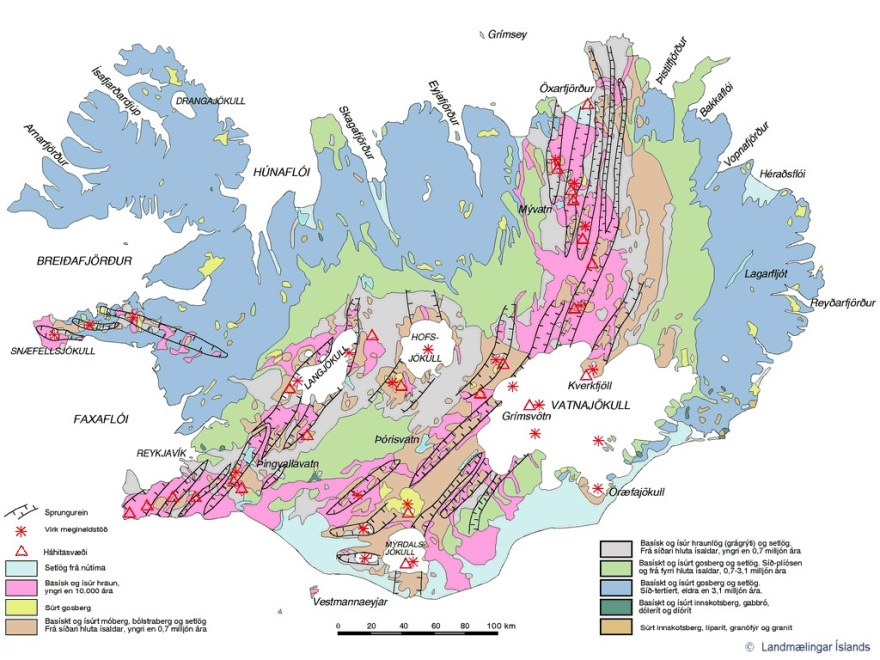 Grímsey
Öxarfjörður
Þistilfjörður
Bakkaflói
Vopnafjörður
Héraðsflói
Ísafjarðardjúp
DRANGAJÖKULL
Arnarfjörður
Skagafjörður
Eyjafjörður
HÚNAFLÓI
Mývatn
BREIÐAFJÖRÐUR
Lagarfljót
Reyðarfjörður
SNÆFELLSJÖKULL
LANGJÖKULL
HOFS-
JÖKULL
Kverkfjöll
VATNAJÖKULL
Grímsvötn
FAXAFLÓI
Þórisvatn
REYKJAVÍK
Þingvallavatn
Öræfajökull
MÝRDALS-
JÖKULL
Vestmannaeyjar
Sprungurein
Virk megineldstöð
Háhitasvæði
Setlög frá nútíma
Basískt og ísúr hraun,
yngri en 10.000 ára
Súrt gosberg
Basískt og ísúrt móberg, bólstraberg og setlög
Frá síðari hluta ísaldar, yngri en 0,7 milljón ára
0 20 40 60 80 100 km
Basísk og ísúr hraunlög (grágrýti) og setlög.
Frá síðari hluta ísaldar, yngri en 0,7 milljón ára
Basískt og ísúrt gosberg og setlög. Síð-plíósen
og frá fyrri hluta ísaldar, 0,7-3,1 milljón ára
Basískt og ísúrt gosberg og setlög.
Síð-tertíert, eldra en 3,1 milljón ára
Basískt og ísúrt innskotsberg, gabbró,
dólerít og díórít
Súrt innskotsberg, líparít, granófýr og granít
© Landmælingar Íslands